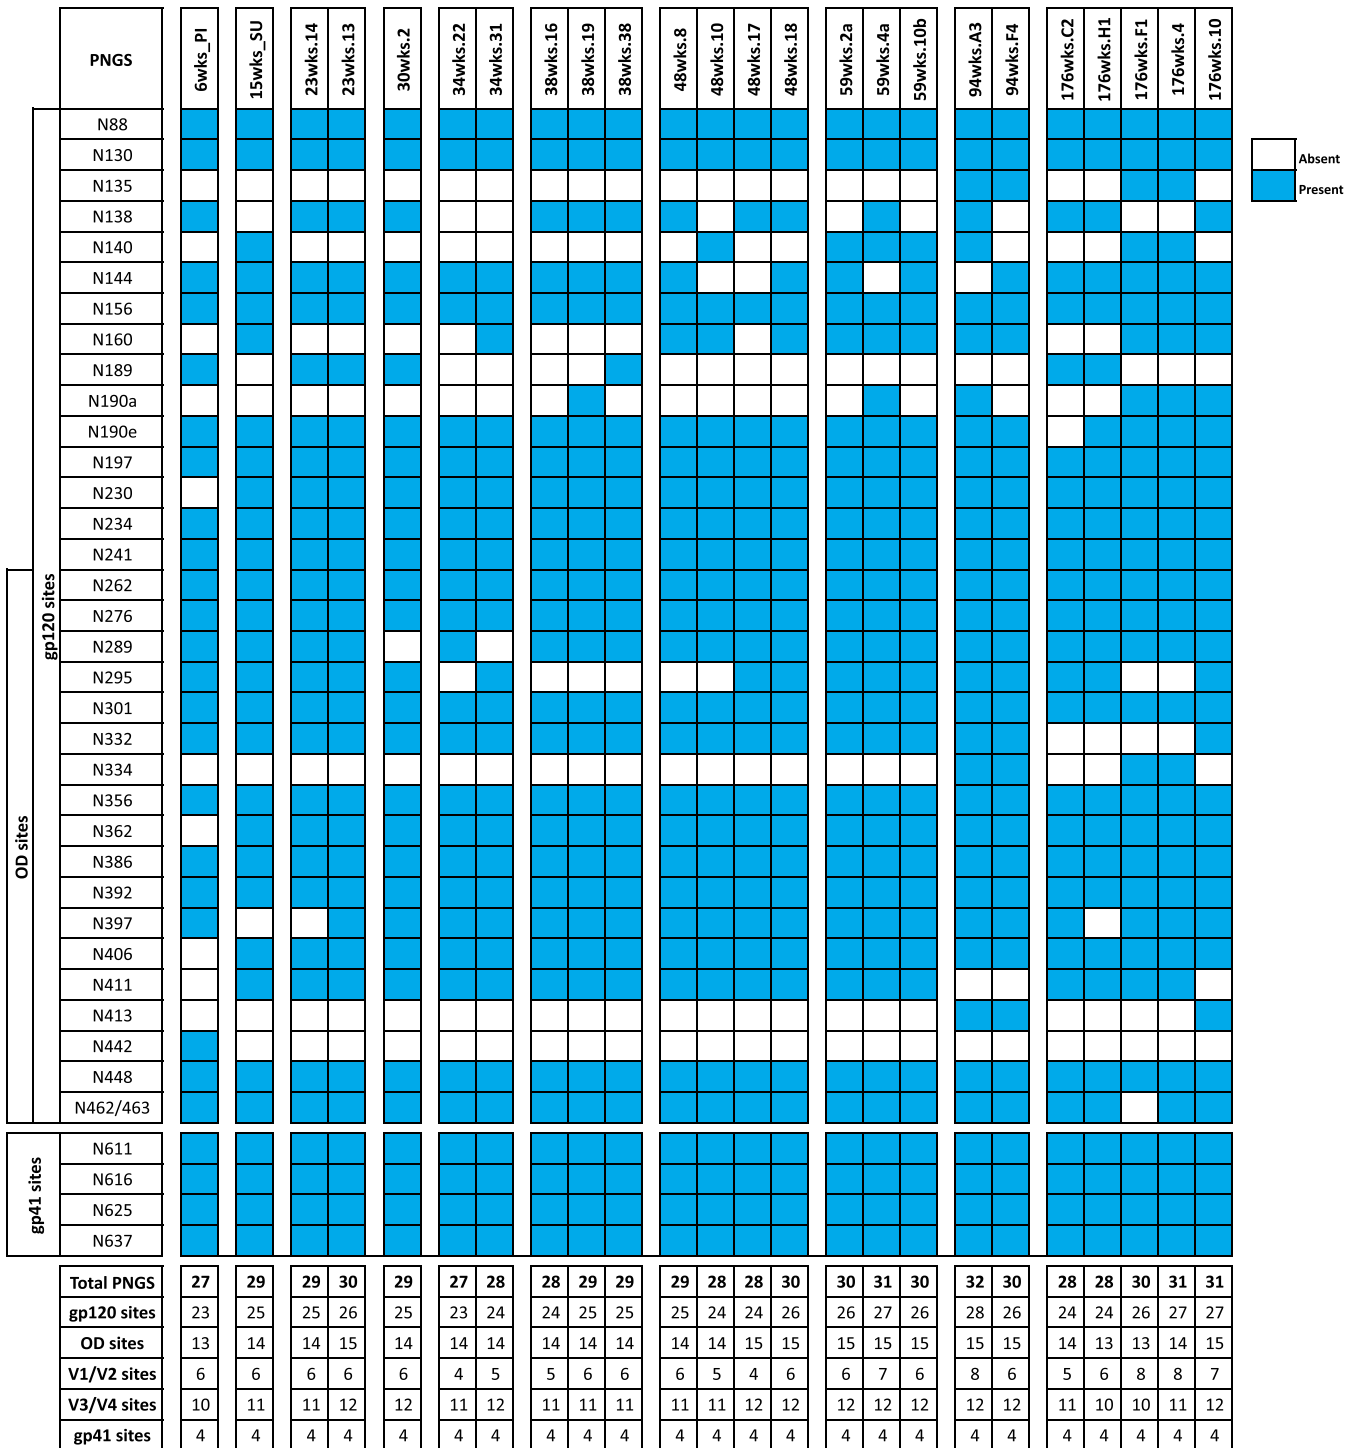 PNGS 6wks_PI 15wks_SU 23wks.14 23wks.13 30wks.2 34wks.22 34wks.31 38wks.16 38wks.19 38wks.38 48wks.8 48wks.10 48wks.17 48wks.18 59wks.2a 59wks.4a 59wks.10b 94wks.A3 94wks.F4 176wks.C2 176wks.H1 176wks.F1 176wks.4 176wks.10
Absent
Present
gp120 sites
OD sites
N88
N130
N135
N138
N140
N144
N156
N160
N189
N190a
N190e
N197
N230
N234
N241
N262
N276
N289
N295
N301
N332
N334
N356
N362
N386
N392
N397
N406
N411
N413
N442
N448
N462/463
gp41 sites
N611
N616
N625
N637
Total PNGS 27 29 29 30 29 27 28 28 29 29 29 28 28 30 30 31 30 32 30 28 28 30 31 31
gp120 sites 23 25 25 26 25 23 24 24 25 25 25 24 24 26 26 27 26 28 26 24 24 26 27 27
OD sites 13 14 14 15 14 14 14 14 14 14 14 14 15 15 15 15 15 15 15 14 13 13 14 15
V1/V2 sites 6 6 6 6 6 4 5 5 6 6 6 5 4 6 6 7 6 8 6 5 6 8 8 7
V3/V4 sites 10 11 11 12 12 11 12 11 11 11 11 11 12 12 12 12 12 12 12 11 10 10 11 12
gp41 sites 4 4 4 4 4 4 4 4 4 4 4 4 4 4 4 4 4 4 4 4 4 4 4 4